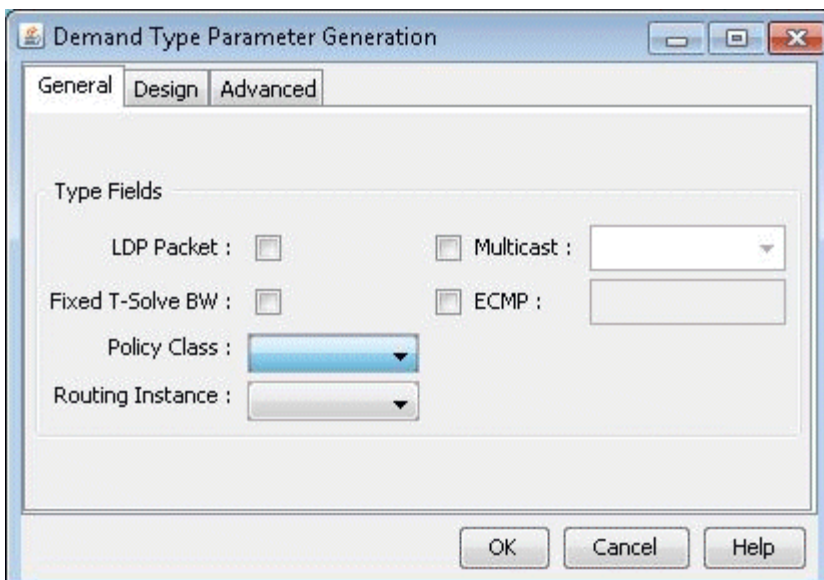 Demand Type Parameter Generation
General Design Advanced
Type Fields
LDP Packet : Multicast :
Fixed T-Solve BW : ECMP :
Policy Class :
Routing Instance :
OK Cancel Help